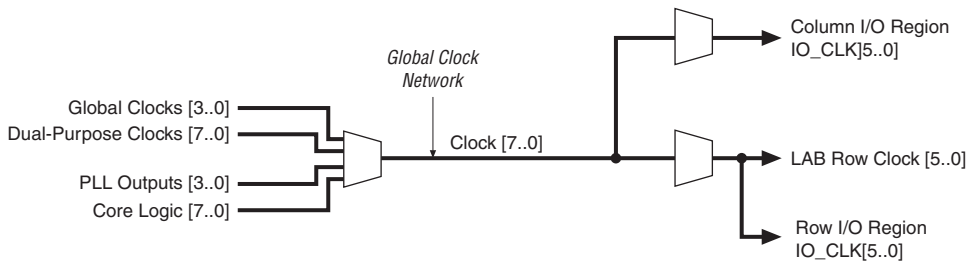 Column I/O Region
IO_CLK]5..0]
Global Clock
Network
Global Clocks [3..0]
Dual-Purpose Clocks [7..0]
Clock [7..0]
PLL Outputs [3..0]
Core Logic [7..0]
LAB Row Clock [5..0]
Row I/O Region
IO_CLK[5..0]